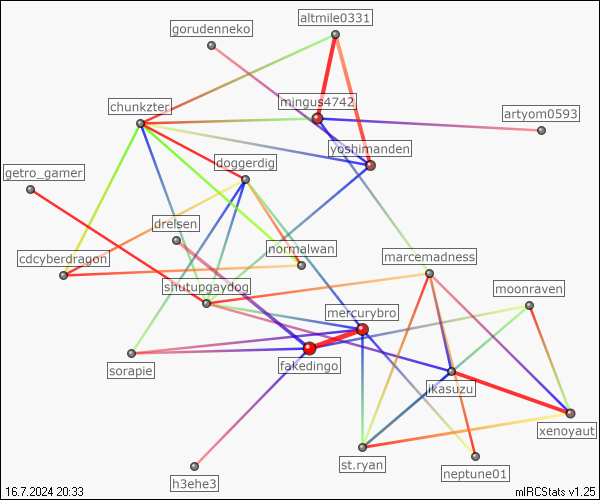 altmile0331
gorudenneko
mingus4742
chunkzter
artyom0593
yoshimanden
doggerdig
getro_gamer
drelsen
normalwan
cdcyberdragon
marcemadness
shutupgaydog
moonraven
mercurybro
fakedingo
sorapie
ikasuzu
xenoyaut
st.ryan
neptune01
h3ehe3
16.7.2024 20:33
mIRCStats v1.25